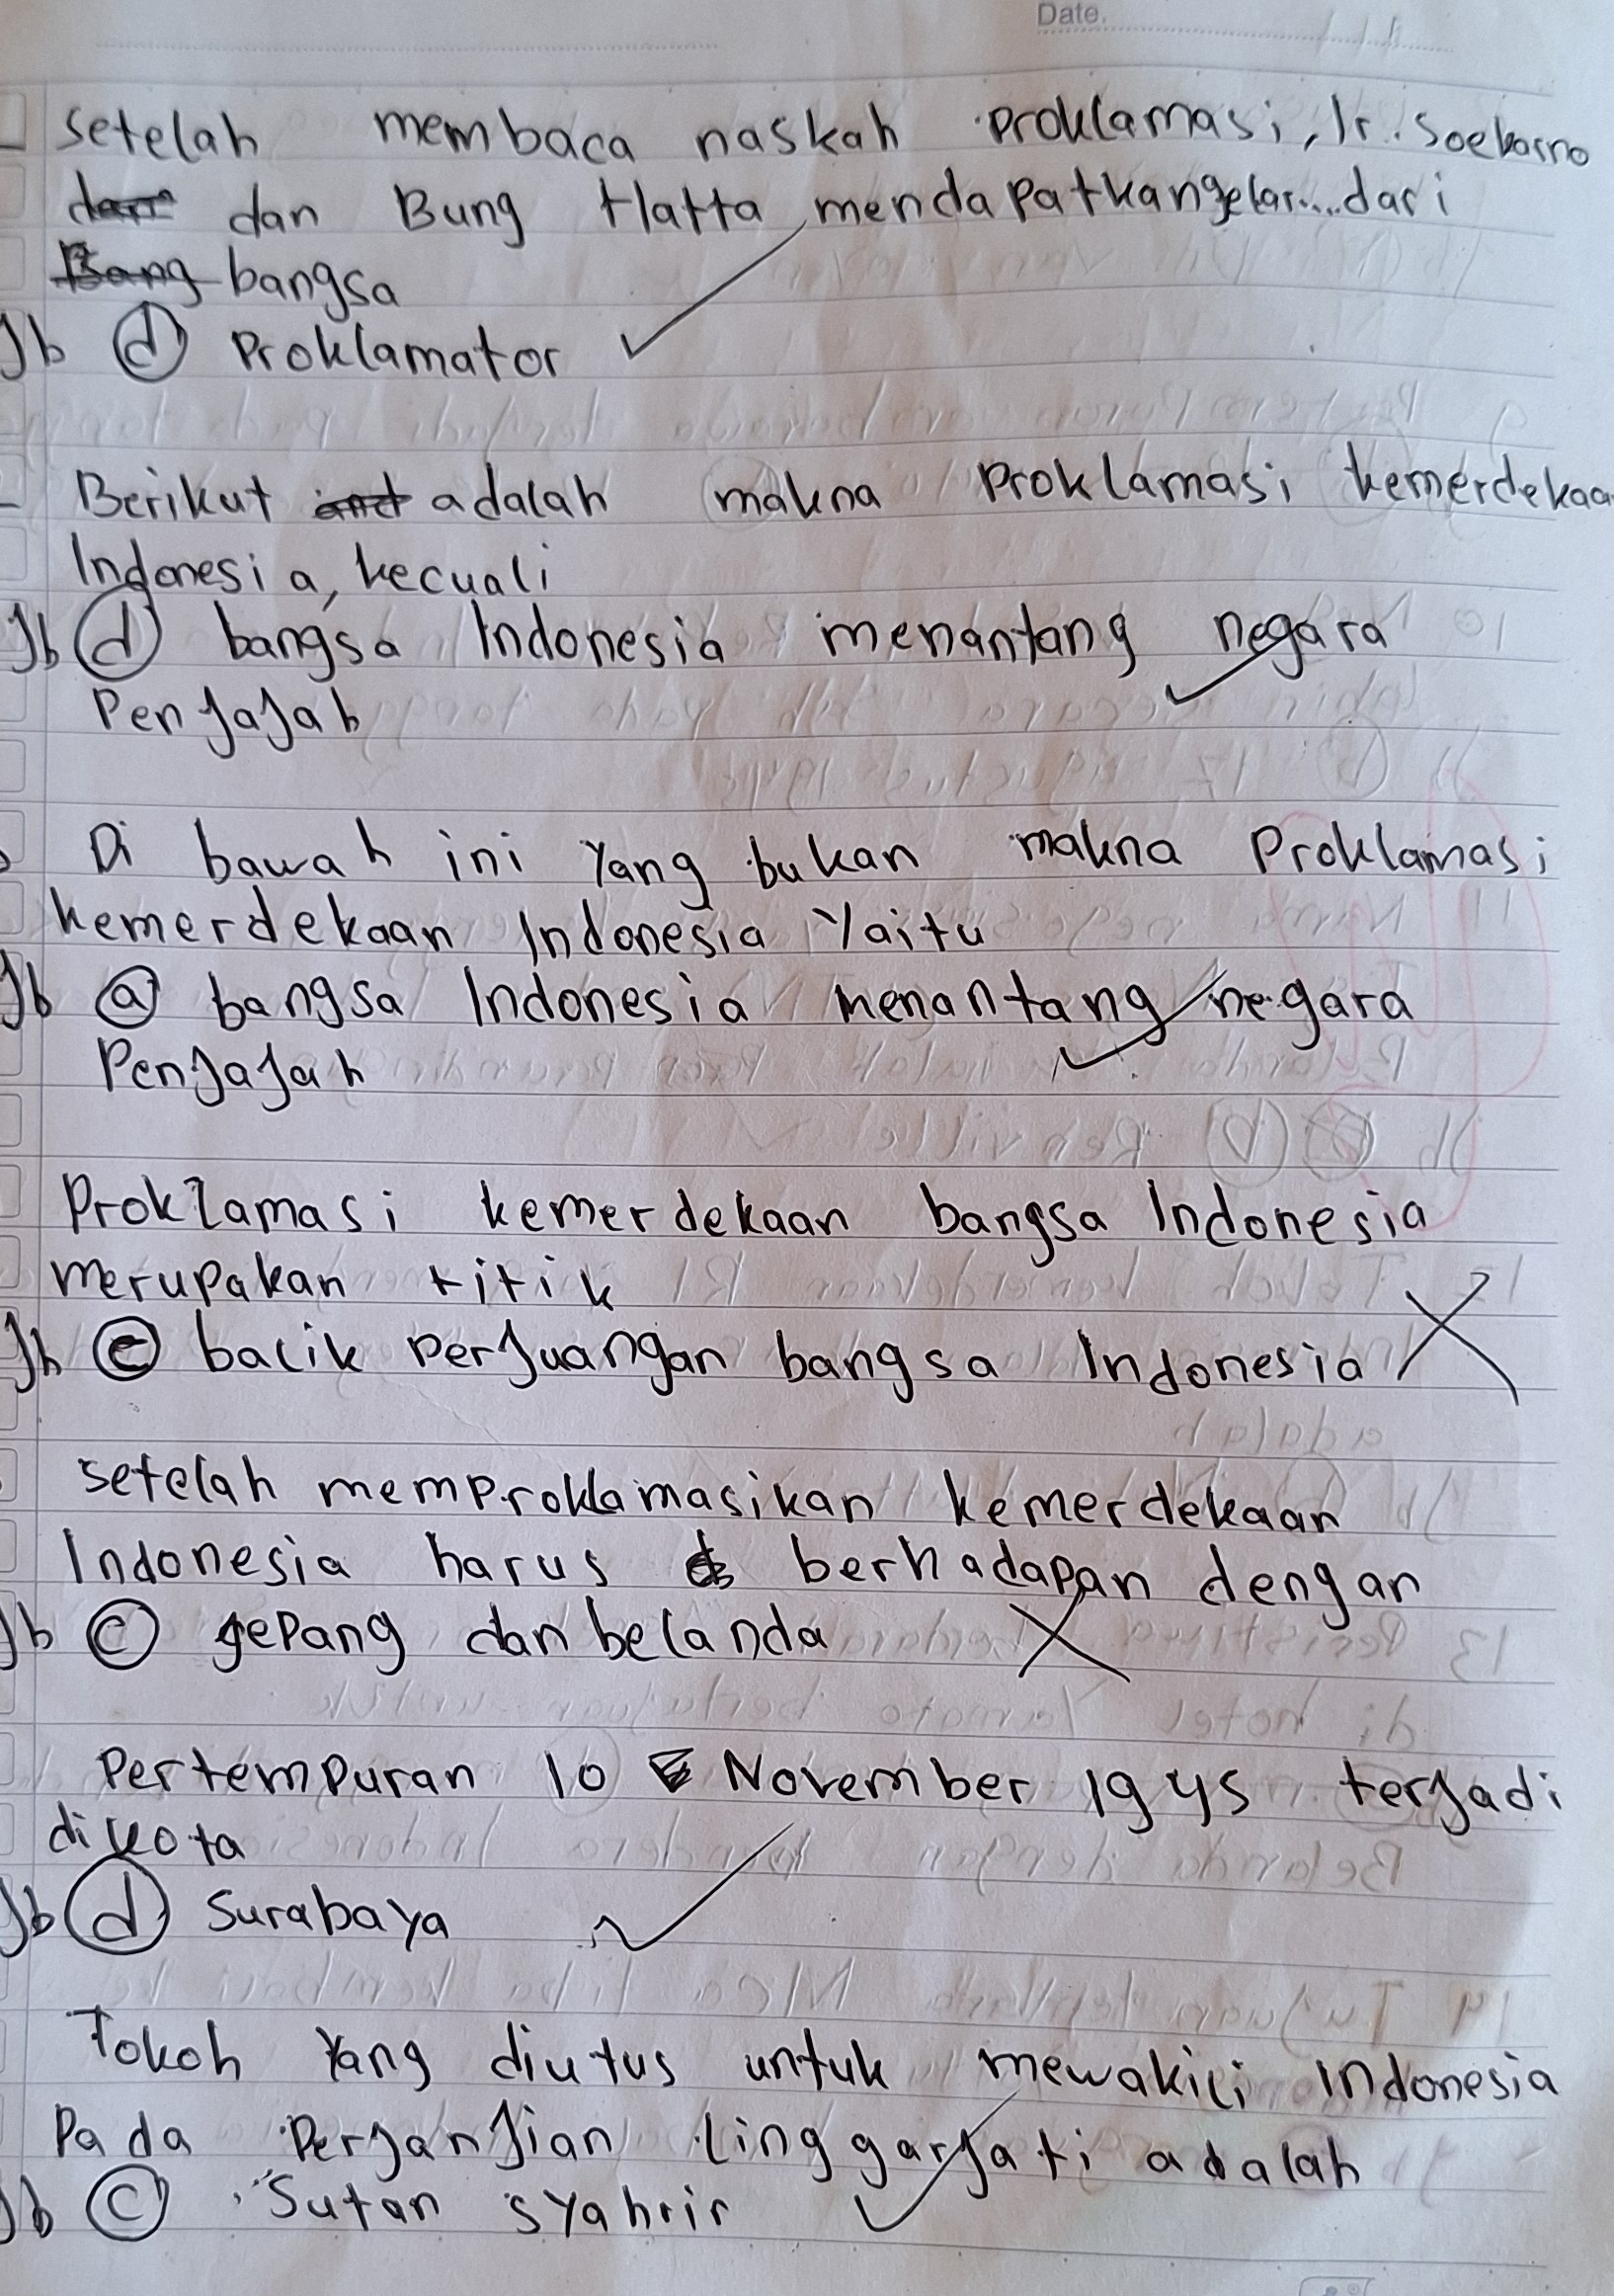 Date.
setelah membaca naskah proklamasi, Ir. Soekarno
dan Bung Hatta mendapatkan gelar.... dari
bangsa
Jb d Proklamator
Berikut adalah makna Proklamasi kemerdekaa
Indonesia, kecuali
Jb d bangsa Indonesia menantang negara
Penjajah
Di bawah ini Yang bukan makna Proklamasi
kemerdekaan Indonesia Yaitu
Jb a bangsa Indonesia menantang negara
Penjajah
Proklamasi kemerdekaan bangsa Indonesia
merupakan titik
Jb c balik Perjuangan bangsa Indonesia
setelah memproklamasikan kemerdekaan
Indonesia harus berhadapan dengan
Jb c jepang dan belanda
Pertempuran 10 November 1945 terjadi
dikota
Jb d Surabaya
Tokoh Yang diutus untuk mewakili Indonesia
Pada Perjanjian linggarjati adalah
Jb c Sutan syahrir